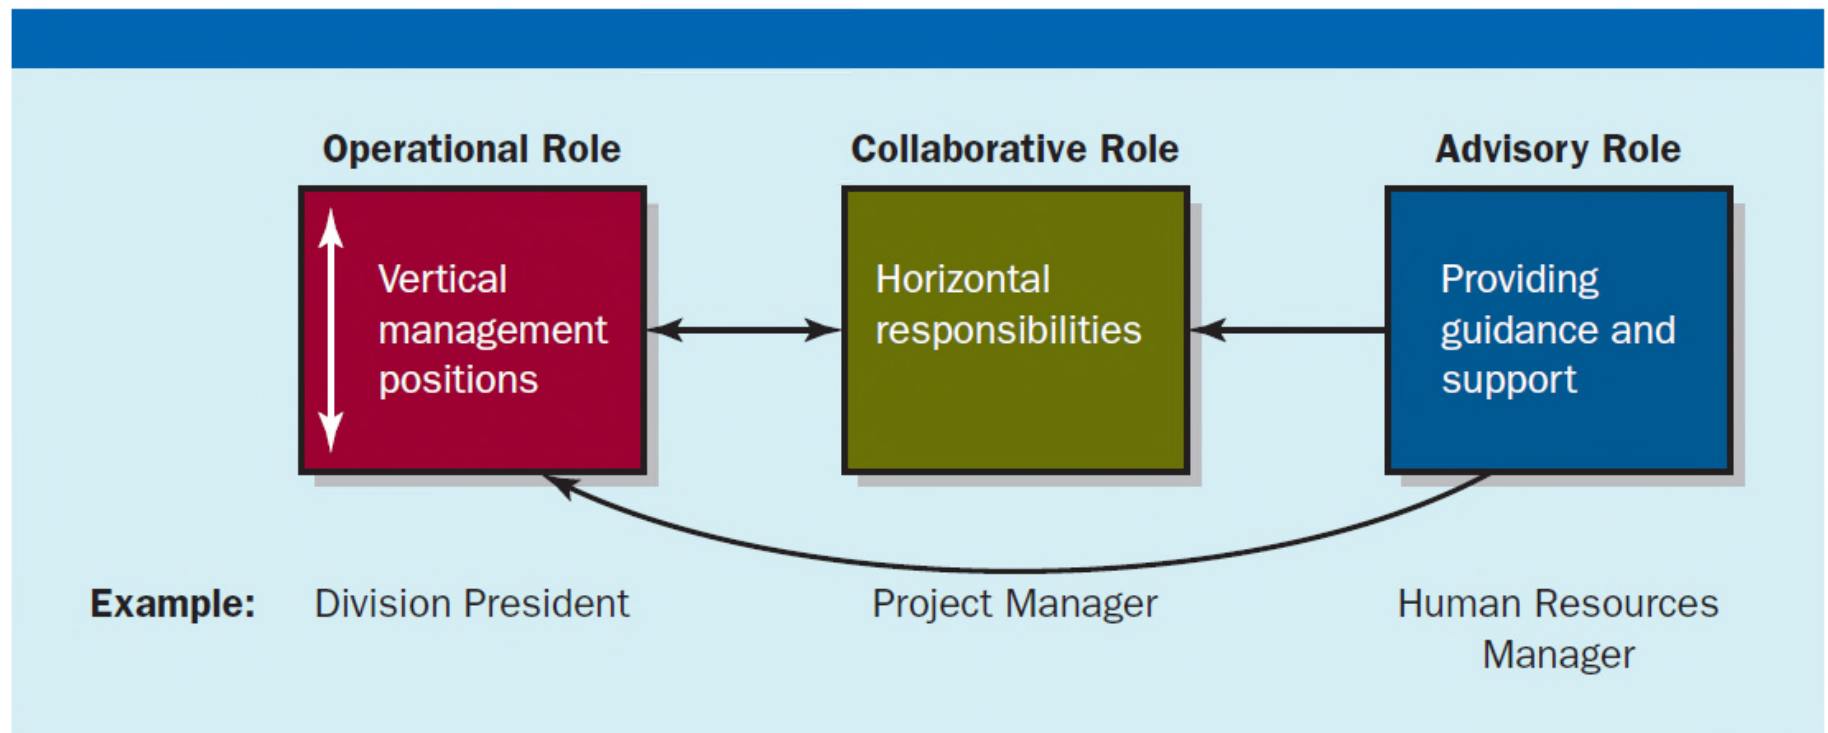 Operational Role
Collaborative Role
Advisory Role
Vertical
management
positions
Horizontal
responsibilities
Providing
guidance and
support
Example:
Division President
Project Manager
Human Resources
Manager